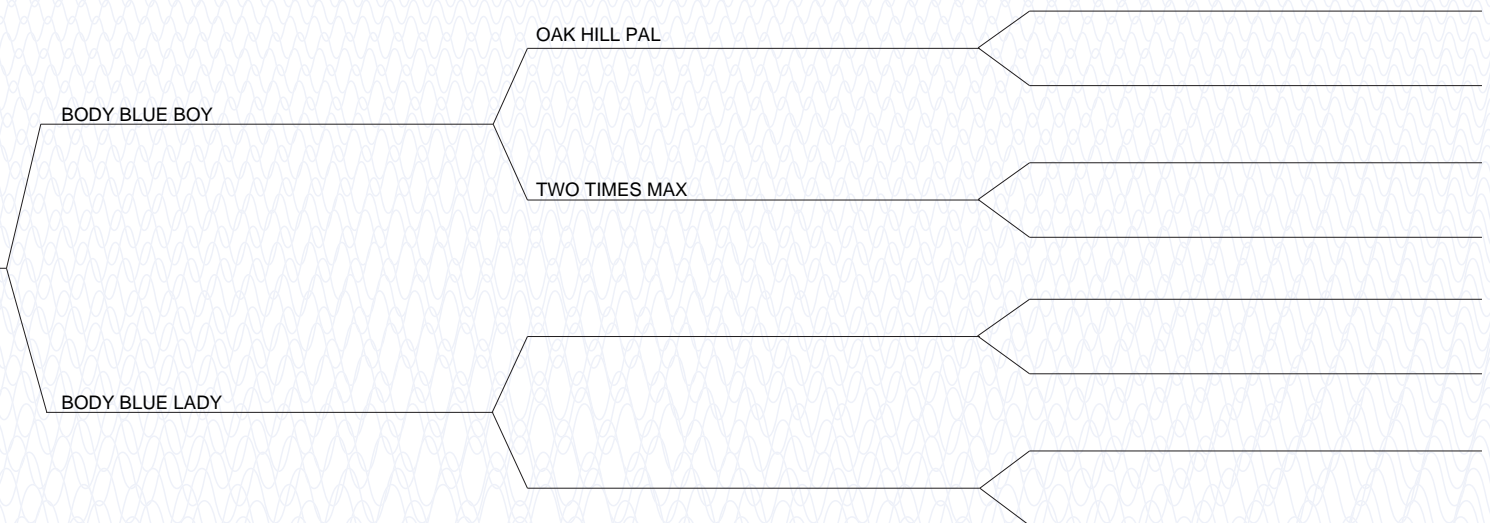 OAK HILL PAL
BODY BLUE BOY
TWO TIMES MAX
BODY BLUE LADY